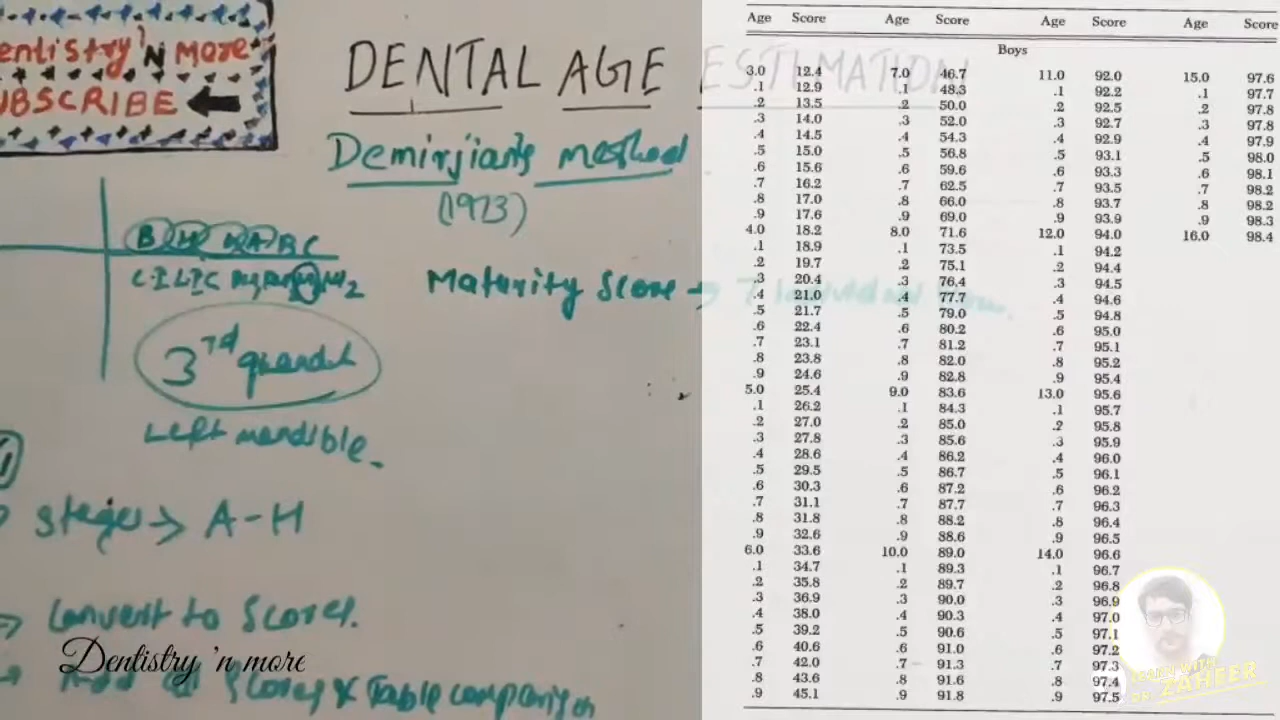 entistry'N more
UBSCRIBE
DENTAL AGE ESTIMATION
Demirjian's method
(1973)
C.I L.I C
3rd quandt
Left mandible.
Maturity Score → 7
Stages → A-H
→ Convert to Scores.
Scores & Table comparison
Dentistry 'n more
Age Score Age Score Age Score Age Score
Boys
3.0 12.4 7.0 46.7 11.0 92.0 15.0 97.6
.1 12.9 .1 48.3 .1 92.2 .1 97.7
.2 13.5 .2 50.0 .2 92.5 .2 97.8
.3 14.0 .3 52.0 .3 92.7 .3 97.8
.4 14.5 .4 54.3 .4 92.9 .4 97.9
.5 15.0 .5 56.8 .5 93.1 .5 98.0
.6 15.6 .6 59.6 .6 93.3 .6 98.1
.7 16.2 .7 62.5 .7 93.5 .7 98.2
.8 17.0 .8 66.0 .8 93.7 .8 98.2
.9 17.6 .9 69.0 .9 93.9 .9 98.3
4.0 18.2 8.0 71.6 12.0 94.0 16.0 98.4
.1 18.9 .1 73.5 .1 94.2
.2 19.7 .2 75.1 .2 94.4
.3 20.4 .3 76.4 .3 94.5
.4 21.0 .4 77.7 .4 94.6
.5 21.7 .5 79.0 .5 94.8
.6 22.4 .6 80.2 .6 95.0
.7 23.1 .7 81.2 .7 95.1
.8 23.8 .8 82.0 .8 95.2
.9 24.6 .9 82.8 .9 95.4
5.0 25.4 9.0 83.6 13.0 95.6
.1 26.2 .1 84.3 .1 95.7
.2 27.0 .2 85.0 .2 95.8
.3 27.8 .3 85.6 .3 95.9
.4 28.6 .4 86.2 .4 96.0
.5 29.5 .5 86.7 .5 96.1
.6 30.3 .6 87.2 .6 96.2
.7 31.1 .7 87.7 .7 96.3
.8 31.8 .8 88.2 .8 96.4
.9 32.6 .9 88.6 .9 96.5
6.0 33.6 10.0 89.0 14.0 96.6
.1 34.7 .1 89.3 .1 96.7
.2 35.8 .2 89.7 .2 96.8
.3 36.9 .3 90.0 .3 96.9
.4 38.0 .4 90.3 .4 97.0
.5 39.2 .5 90.6 .5 97.1
.6 40.6 .6 91.0 .6 97.2
.7 42.0 .7 91.3 .7 97.3
.8 43.6 .8 91.6 .8 97.4
.9 45.1 .9 91.8 .9 97.5
WITH
DR. ZAHEER